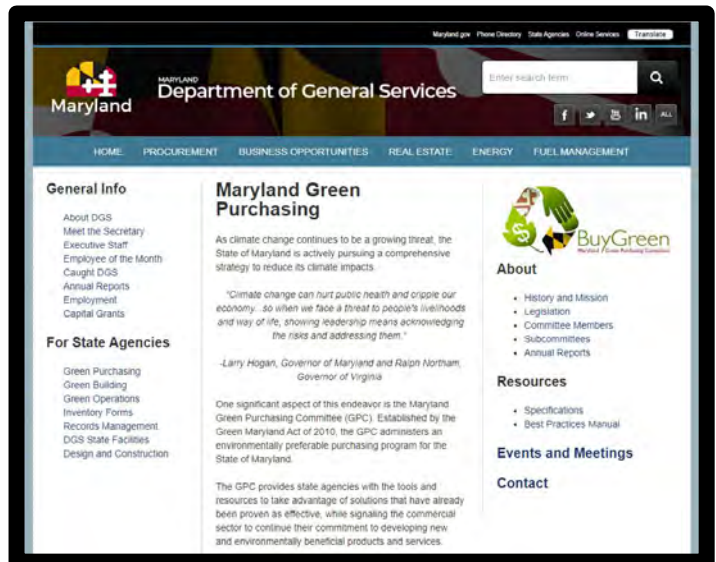 Maryland.gov Phone Directory State Agencies Online Services Translate
Maryland
MARYLAND
Department of General Services
Enter search term
f in ALL
HOME PROCUREMENT BUSINESS OPPORTUNITIES REAL ESTATE ENERGY FUEL MANAGEMENT
General Info
About DGS
Meet the Secretary
Executive Staff
Employee of the Month
Caught DGS
Annual Reports
Employment
Capital Grants
For State Agencies
Green Purchasing
Green Building
Green Operations
Inventory Forms
Records Management
DGS State Facilities
Design and Construction
Maryland Green
Purchasing
As climate change continues to be a growing threat, the
State of Maryland is actively pursuing a comprehensive
strategy to reduce its climate impacts.
"Climate change can hurt public health and cripple our
economy...so when we face a threat to people's livelihoods
and way of life, showing leadership means acknowledging
the risks and addressing them."
-Larry Hogan, Governor of Maryland and Ralph Northam,
Governor of Virginia
One significant aspect of this endeavor is the Maryland
Green Purchasing Committee (GPC). Established by the
Green Maryland Act of 2010, the GPC administers an
environmentally preferable purchasing program for the
State of Maryland.
The GPC provides state agencies with the tools and
resources to take advantage of solutions that have already
been proven as effective, while signaling the commercial
sector to continue their commitment to developing new
and environmentally beneficial products and services.
BuyGreen
Maryland Green Purchasing Committee
About
• History and Mission
• Legislation
• Committee Members
• Subcommittees
• Annual Reports
Resources
• Specifications
• Best Practices Manual
Events and Meetings
Contact